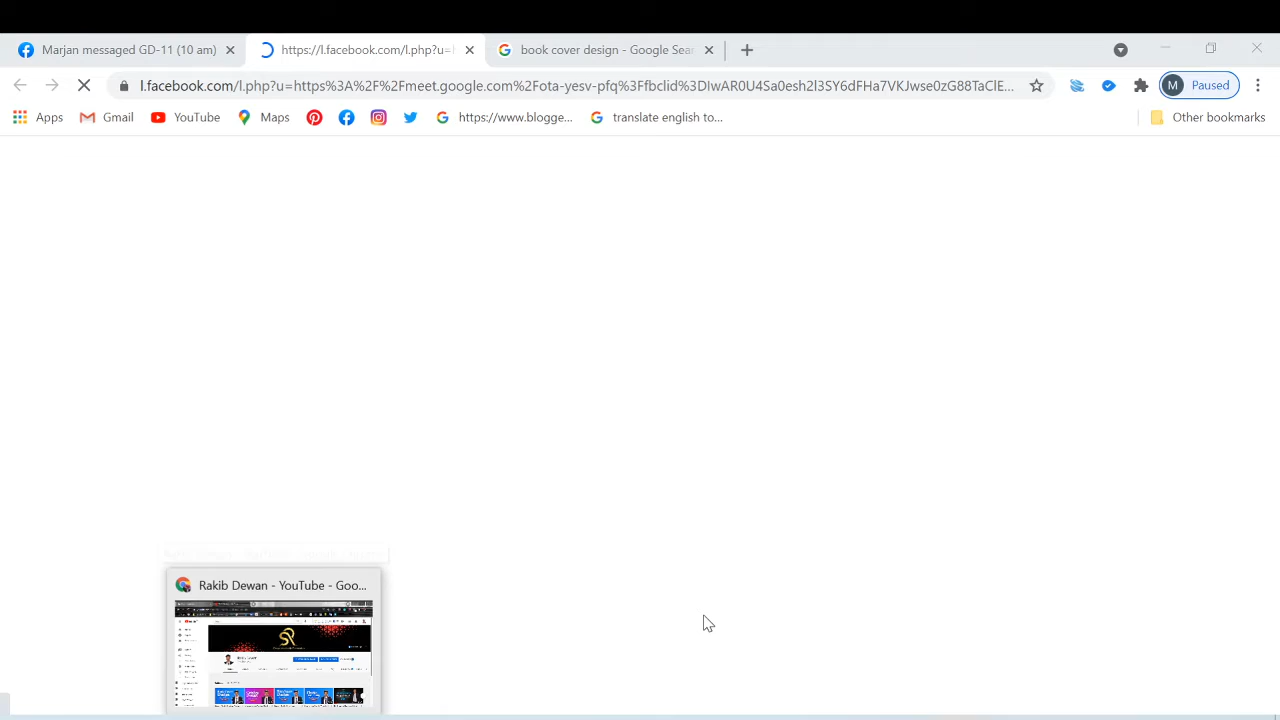 Marjan messaged GD-11 (10 am)
https://l.facebook.com/l.php?u=
book cover design - Google Sear
l.facebook.com/l.php?u=https%3A%2F%2Fmeet.google.com%2Fota-yesv-pfq%3Ffbclid%3DIwAR0U4Sa0esh2l3SY6dFHa7VKJwse0zG88TaClE...
M Paused
Apps
Gmail
YouTube
Maps
https://www.blogge...
translate english to...
Other bookmarks
Rakib Dewan - YouTube - Goo...
SR